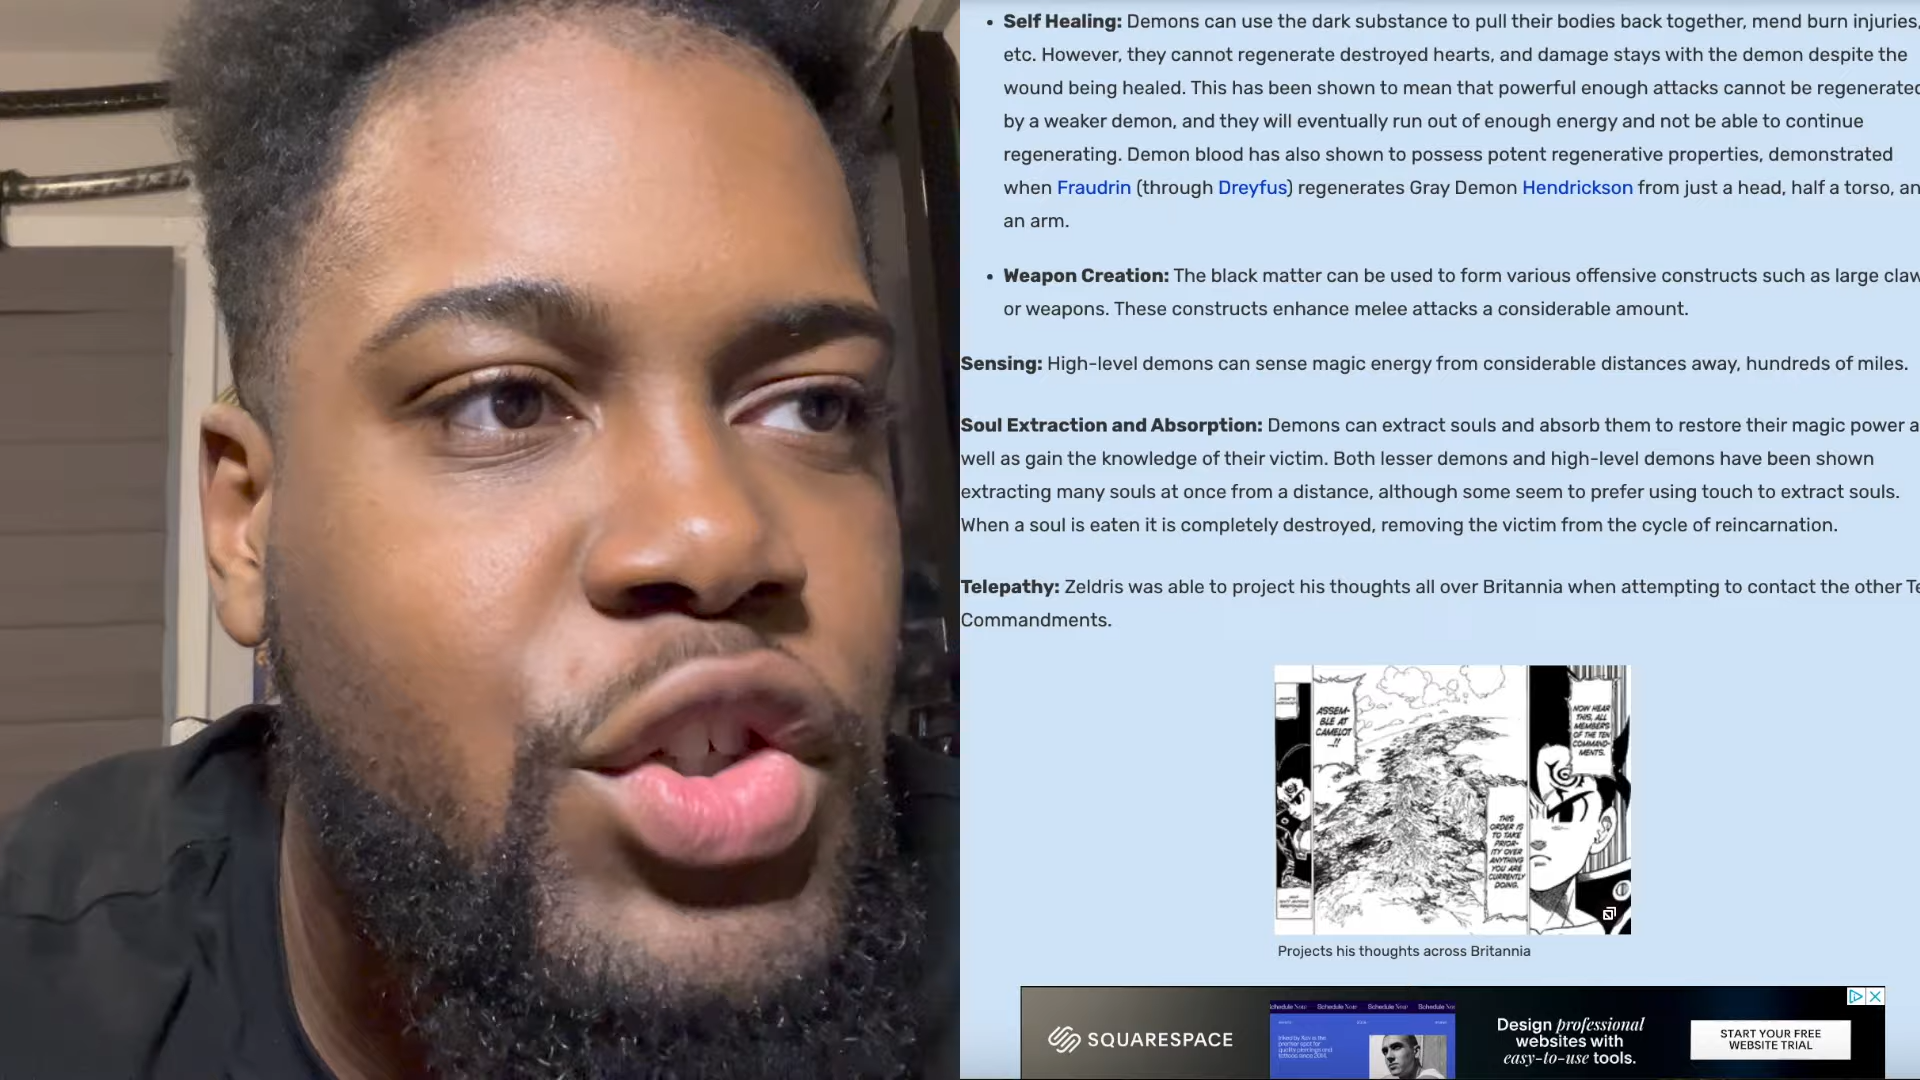 • Self Healing: Demons can use the dark substance to pull their bodies back together, mend burn injuries,
etc. However, they cannot regenerate destroyed hearts, and damage stays with the demon despite the
wound being healed. This has been shown to mean that powerful enough attacks cannot be regenerated
by a weaker demon, and they will eventually run out of enough energy and not be able to continue
regenerating. Demon blood has also shown to possess potent regenerative properties, demonstrated
when Fraudrin (through Dreyfus) regenerates Gray Demon Hendrickson from just a head, half a torso, an
an arm.
• Weapon Creation: The black matter can be used to form various offensive constructs such as large claw
or weapons. These constructs enhance melee attacks a considerable amount.
Sensing: High-level demons can sense magic energy from considerable distances away, hundreds of miles.
Soul Extraction and Absorption: Demons can extract souls and absorb them to restore their magic power a
well as gain the knowledge of their victim. Both lesser demons and high-level demons have been shown
extracting many souls at once from a distance, although some seem to prefer using touch to extract souls.
When a soul is eaten it is completely destroyed, removing the victim from the cycle of reincarnation.
Telepathy: Zeldris was able to project his thoughts all over Britannia when attempting to contact the other Te
Commandments.
NOW HEAR
THIS, ALL
MEMBERS
OF THE TEN
COMMAND-
MENTS.
THIS
ORDER IS
TO TAKE
PRIOR-
ITY OVER
ANYTHING
YOU ARE
CURRENTLY
DOING.
ASSEM-
BLE AT
CAMELOT
!!
Projects his thoughts across Britannia
SQUARESPACE
Schedule Now Schedule Now Schedule Now
Design professional
websites with
easy-to-use tools.
START YOUR FREE
WEBSITE TRIAL